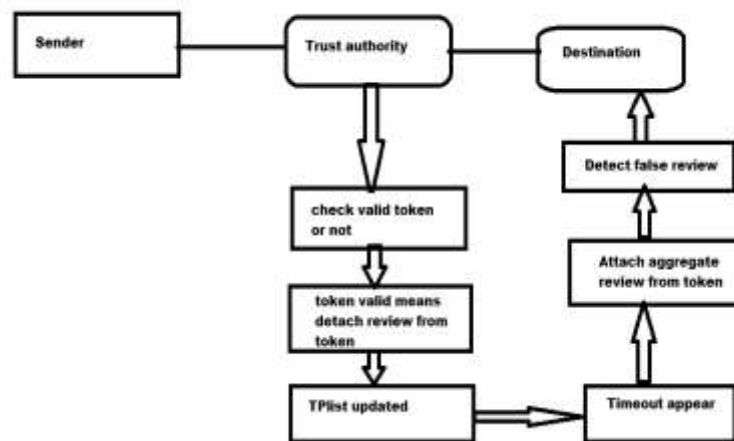 Sender
Trust authority
Destination
Detect false review
check valid token
or not
Attach aggregate
review from token
token valid means
detach review from
token
TPlist updated
Timeout appear